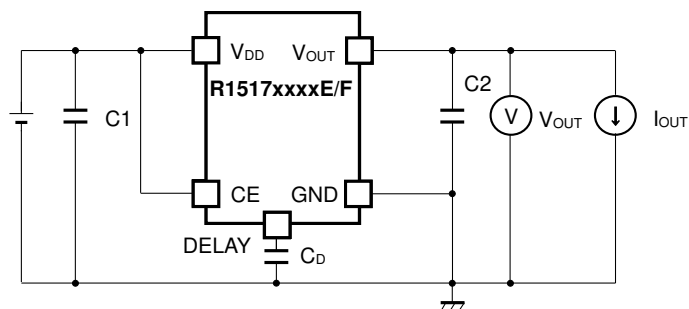 VDD VOUT
R1517xxxxE/F
C1
C2
V
VOUT
IOUT
CE GND
DELAY
CD